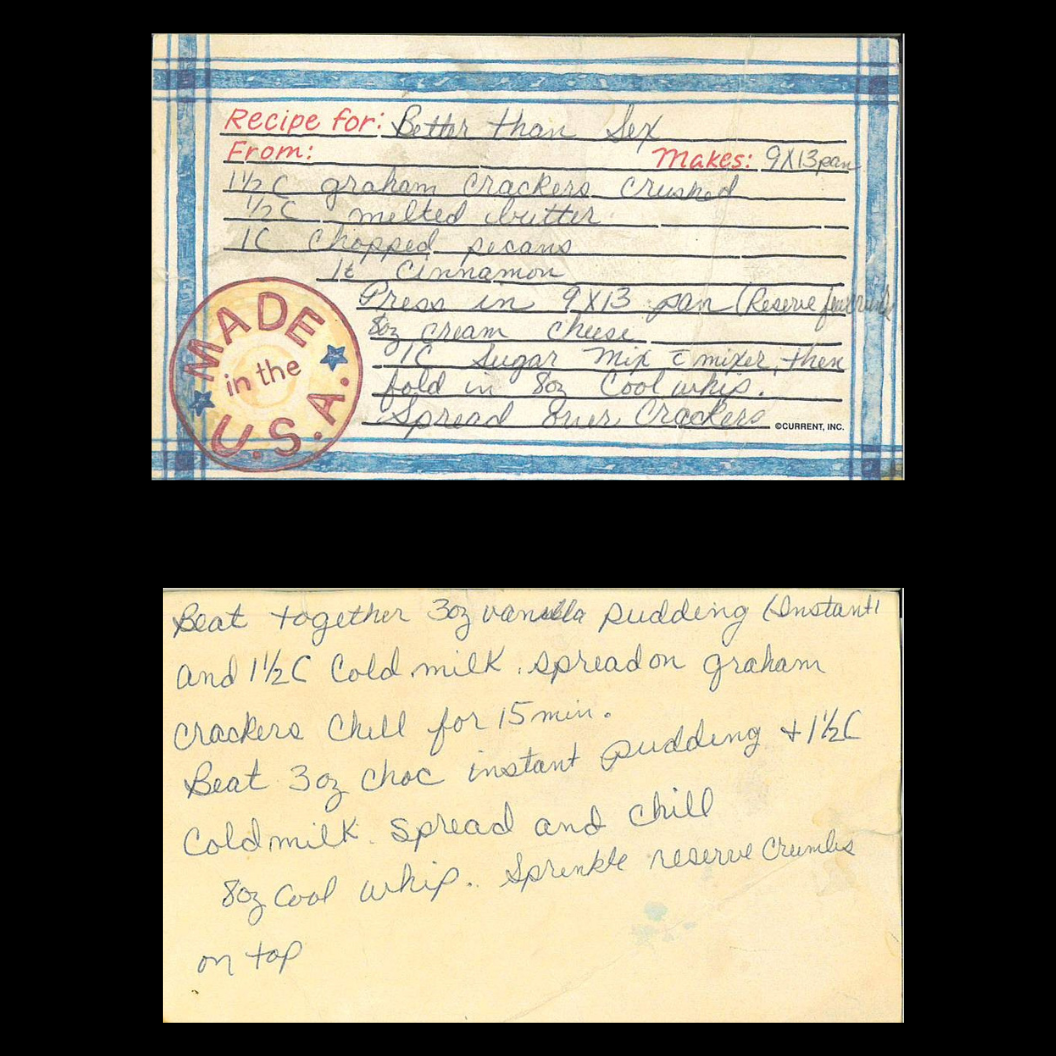 Recipe for: Better than Sex
From: Makes: 9X13 pan
1½ C graham crackers crushed
½ C melted butter
1C chopped pecans
1t cinnamon
Press in 9X13 pan (Reserve few
8oz cream cheese
1C Sugar Mix c̄ mixer, then
fold in 8oz Cool whip.
Spread over Crackers
©CURRENT, INC.
MADE
in the
U.S.A.
Beat together 3oz vanilla pudding (Instant)
and 1½C Cold milk. Spread on graham
crackers Chill for 15 min.
Beat 3oz choc instant pudding + 1½C
Cold milk. Spread and chill
8oz Cool whip.. Sprinkle reserve Crumbs
on top